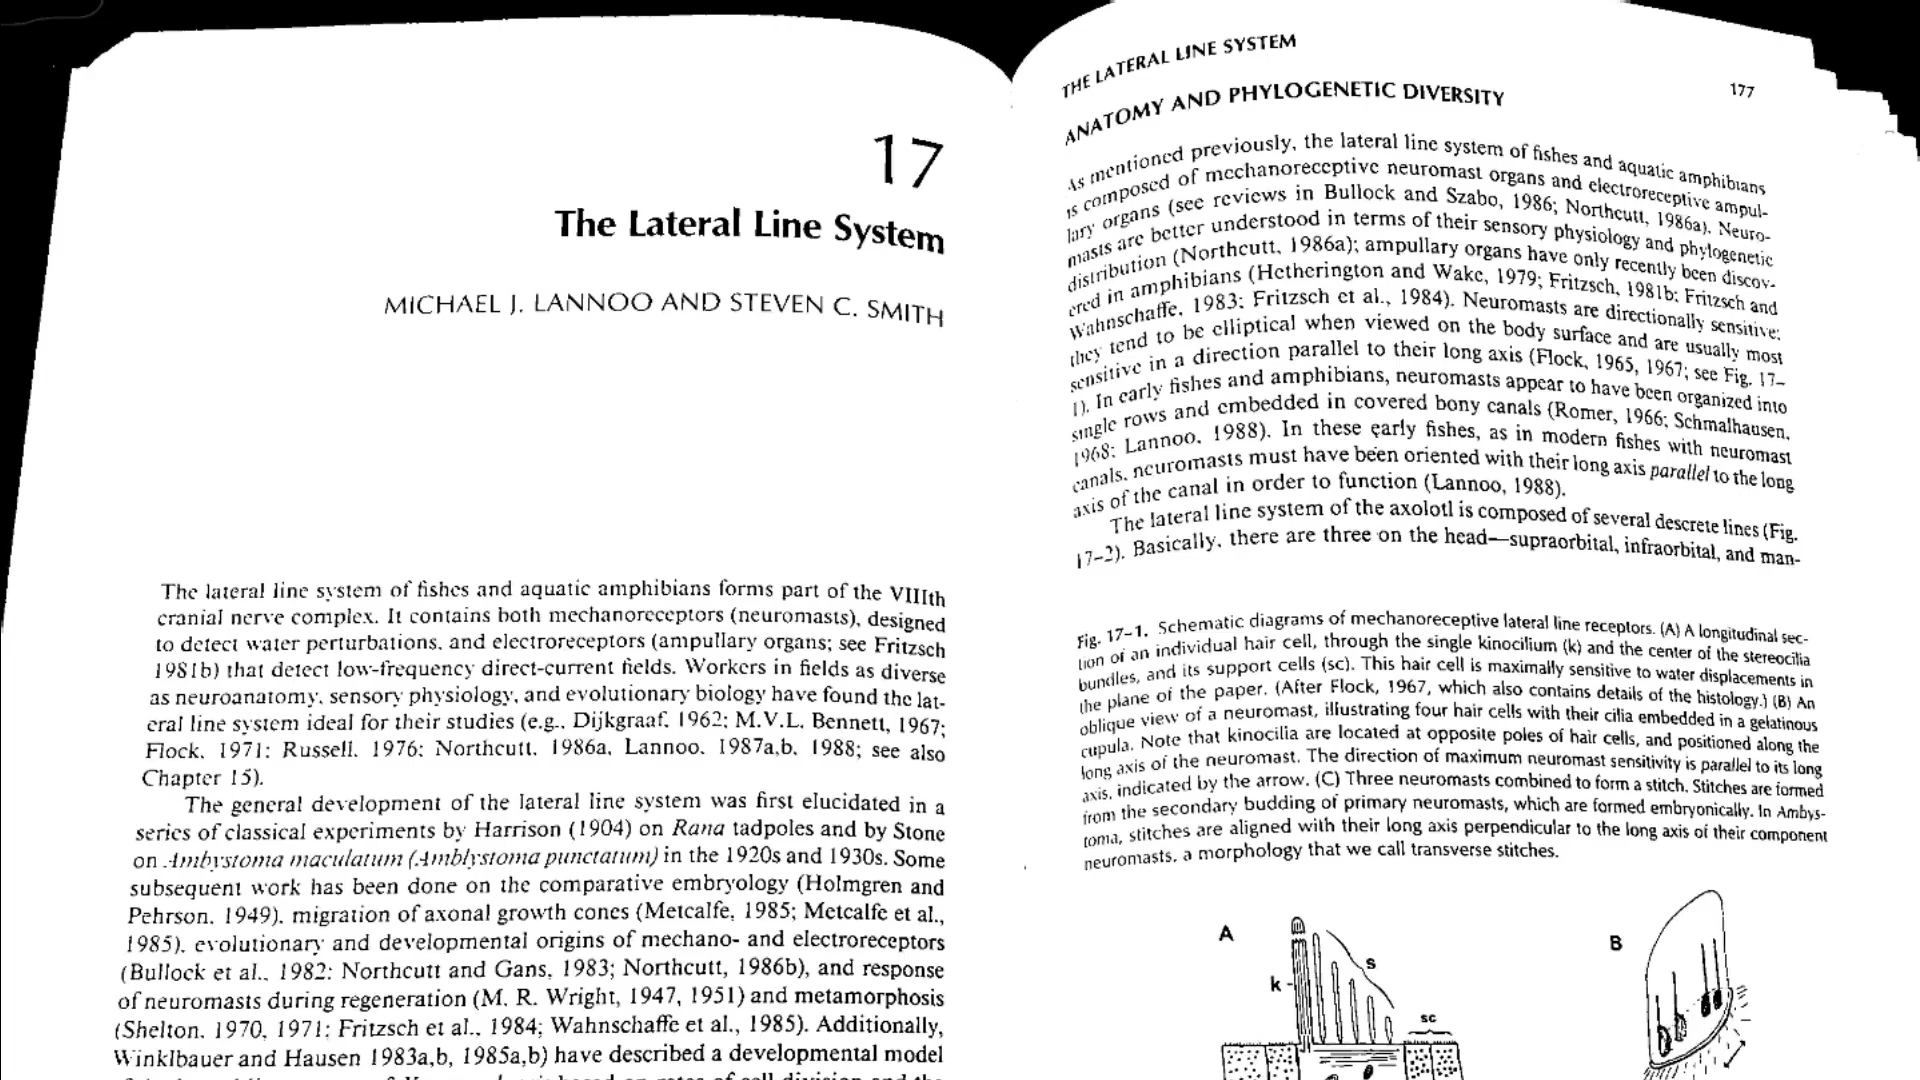 17
The Lateral Line System
MICHAEL J. LANNOO AND STEVEN C. SMITH
The lateral line system of fishes and aquatic amphibians forms part of the VIIIth
cranial nerve complex. It contains both mechanoreceptors (neuromasts), designed
to detect water perturbations, and electroreceptors (ampullary organs; see Fritzsch
1981b) that detect low-frequency direct-current fields. Workers in fields as diverse
as neuroanatomy, sensory physiology, and evolutionary biology have found the lat-
eral line system ideal for their studies (e.g., Dijkgraaf, 1962; M.V.L. Bennett, 1967;
Flock, 1971; Russell, 1976; Northcutt, 1986a, Lannoo, 1987a,b, 1988; see also
Chapter 15).
The general development of the lateral line system was first elucidated in a
series of classical experiments by Harrison (1904) on Rana tadpoles and by Stone
on Ambystoma maculatum (Amblystoma punctatum) in the 1920s and 1930s. Some
subsequent work has been done on the comparative embryology (Holmgren and
Pehrson, 1949), migration of axonal growth cones (Metcalfe, 1985; Metcalfe et al.,
1985), evolutionary and developmental origins of mechano- and electroreceptors
(Bullock et al., 1982; Northcutt and Gans, 1983; Northcutt, 1986b), and response
of neuromasts during regeneration (M. R. Wright, 1947, 1951) and metamorphosis
(Shelton, 1970, 1971; Fritzsch et al., 1984; Wahnschaffe et al., 1985). Additionally,
Winklbauer and Hausen 1983a,b, 1985a,b) have described a developmental model
THE LATERAL LINE SYSTEM
177
ANATOMY AND PHYLOGENETIC DIVERSITY
As mentioned previously, the lateral line system of fishes and aquatic amphibians
is composed of mechanoreceptive neuromast organs and electroreceptive ampul-
lary organs (see reviews in Bullock and Szabo, 1986; Northcutt, 1986a). Neuro-
masts are better understood in terms of their sensory physiology and phylogenetic
distribution (Northcutt, 1986a); ampullary organs have only recently been discov-
ered in amphibians (Hetherington and Wake, 1979; Fritzsch, 1981b; Fritzsch and
Wahnschaffe, 1983; Fritzsch et al., 1984). Neuromasts are directionally sensitive;
they tend to be elliptical when viewed on the body surface and are usually most
sensitive in a direction parallel to their long axis (Flock, 1965, 1967; see Fig. 17–
1). In early fishes and amphibians, neuromasts appear to have been organized into
single rows and embedded in covered bony canals (Romer, 1966; Schmalhausen,
1968; Lannoo, 1988). In these early fishes, as in modern fishes with neuromast
canals, neuromasts must have been oriented with their long axis parallel to the long
axis of the canal in order to function (Lannoo, 1988).
The lateral line system of the axolotl is composed of several descrete lines (Fig.
17–2). Basically, there are three on the head—supraorbital, infraorbital, and man-
Fig. 17–1. Schematic diagrams of mechanoreceptive lateral line receptors. (A) A longitudinal sec-
tion of an individual hair cell, through the single kinocilium (k) and the center of the stereocilia
bundles, and its support cells (sc). This hair cell is maximally sensitive to water displacements in
the plane of the paper. (After Flock, 1967, which also contains details of the histology.) (B) An
oblique view of a neuromast, illustrating four hair cells with their cilia embedded in a gelatinous
cupula. Note that kinocilia are located at opposite poles of hair cells, and positioned along the
long axis of the neuromast. The direction of maximum neuromast sensitivity is parallel to its long
axis, indicated by the arrow. (C) Three neuromasts combined to form a stitch. Stitches are formed
from the secondary budding of primary neuromasts, which are formed embryonically. In Ambys-
toma, stitches are aligned with their long axis perpendicular to the long axis of their component
neuromasts, a morphology that we call transverse stitches.
A
B
s
k
sc